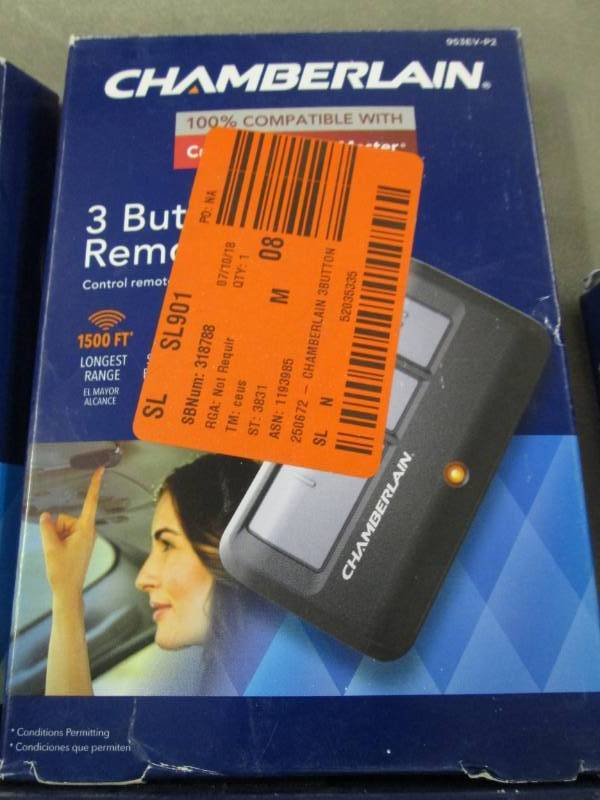 953EV-P2
CHAMBERLAIN®
100% COMPATIBLE WITH
3 But
Remo
Control remot
1500 FT*
LONGEST
RANGE
EL MAYOR
ALCANCE
PO: NA
SL SL901
07/10/18
QTY: 1
08
SBNum: 318788
RGA: Not Requir
M
TM: ceus
ST: 3831
ASN: 1193985
250672 - CHAMBERLAIN 3BUTTON
SL N
52035335
CHAMBERLAIN.
* Conditions Permitting
* Condiciones que permiten